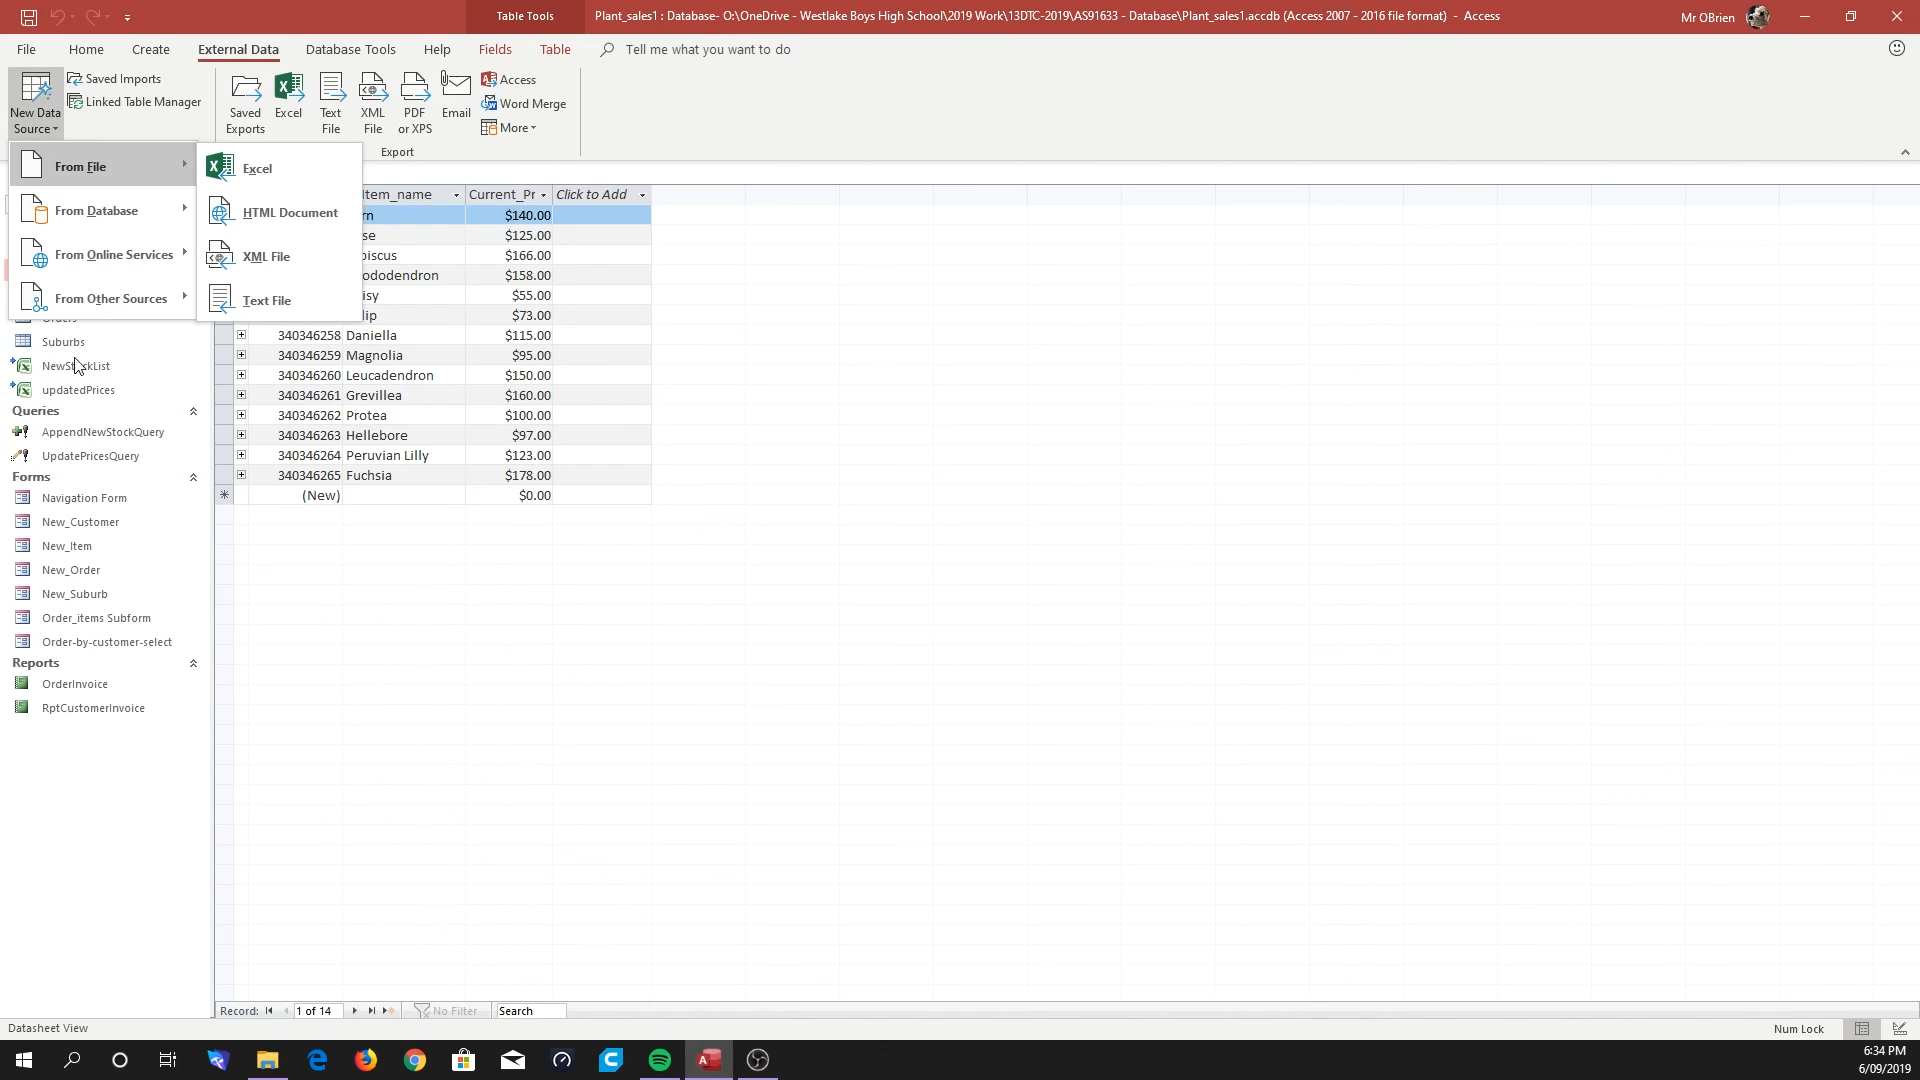 Table Tools
Plant_sales1 : Database- O:\OneDrive - Westlake Boys High School\2019 Work\13DTC-2019\AS91633 - Database\Plant_sales1.accdb (Access 2007 - 2016 file format) - Access
Mr OBrien
File Home Create External Data Database Tools Help Fields Table Tell me what you want to do
New Data Source
Saved Imports
Linked Table Manager
Saved Exports
Excel
Text File
XML File
PDF or XPS
Email
Access
Word Merge
More
Export
From File
From Database
From Online Services
From Other Sources
Excel
HTML Document
XML File
Text File
Item_name Current_Pr Click to Add
rn $140.00
se $125.00
biscus $166.00
ododendron $158.00
isy $55.00
lip $73.00
340346258 Daniella $115.00
340346259 Magnolia $95.00
340346260 Leucadendron $150.00
340346261 Grevillea $160.00
340346262 Protea $100.00
340346263 Hellebore $97.00
340346264 Peruvian Lilly $123.00
340346265 Fuchsia $178.00
(New) $0.00
Orders
Suburbs
NewStockList
updatedPrices
Queries
AppendNewStockQuery
UpdatePricesQuery
Forms
Navigation Form
New_Customer
New_Item
New_Order
New_Suburb
Order_items Subform
Order-by-customer-select
Reports
OrderInvoice
RptCustomerInvoice
Record: 1 of 14 No Filter Search
Datasheet View
Num Lock
6:34 PM
6/09/2019